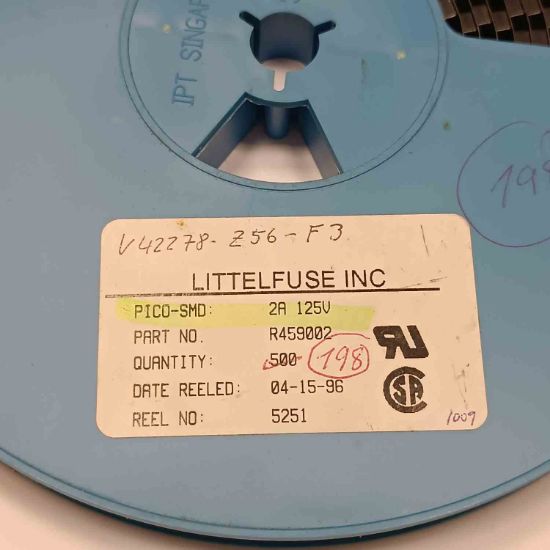 IPT SINGAP
198
V42278-Z56-F3
LITTELFUSE INC
PICO-SMD: 2A 125V
PART NO. R459002
QUANTITY: 500 198
DATE REELED: 04-15-96
REEL NO: 5251
1009